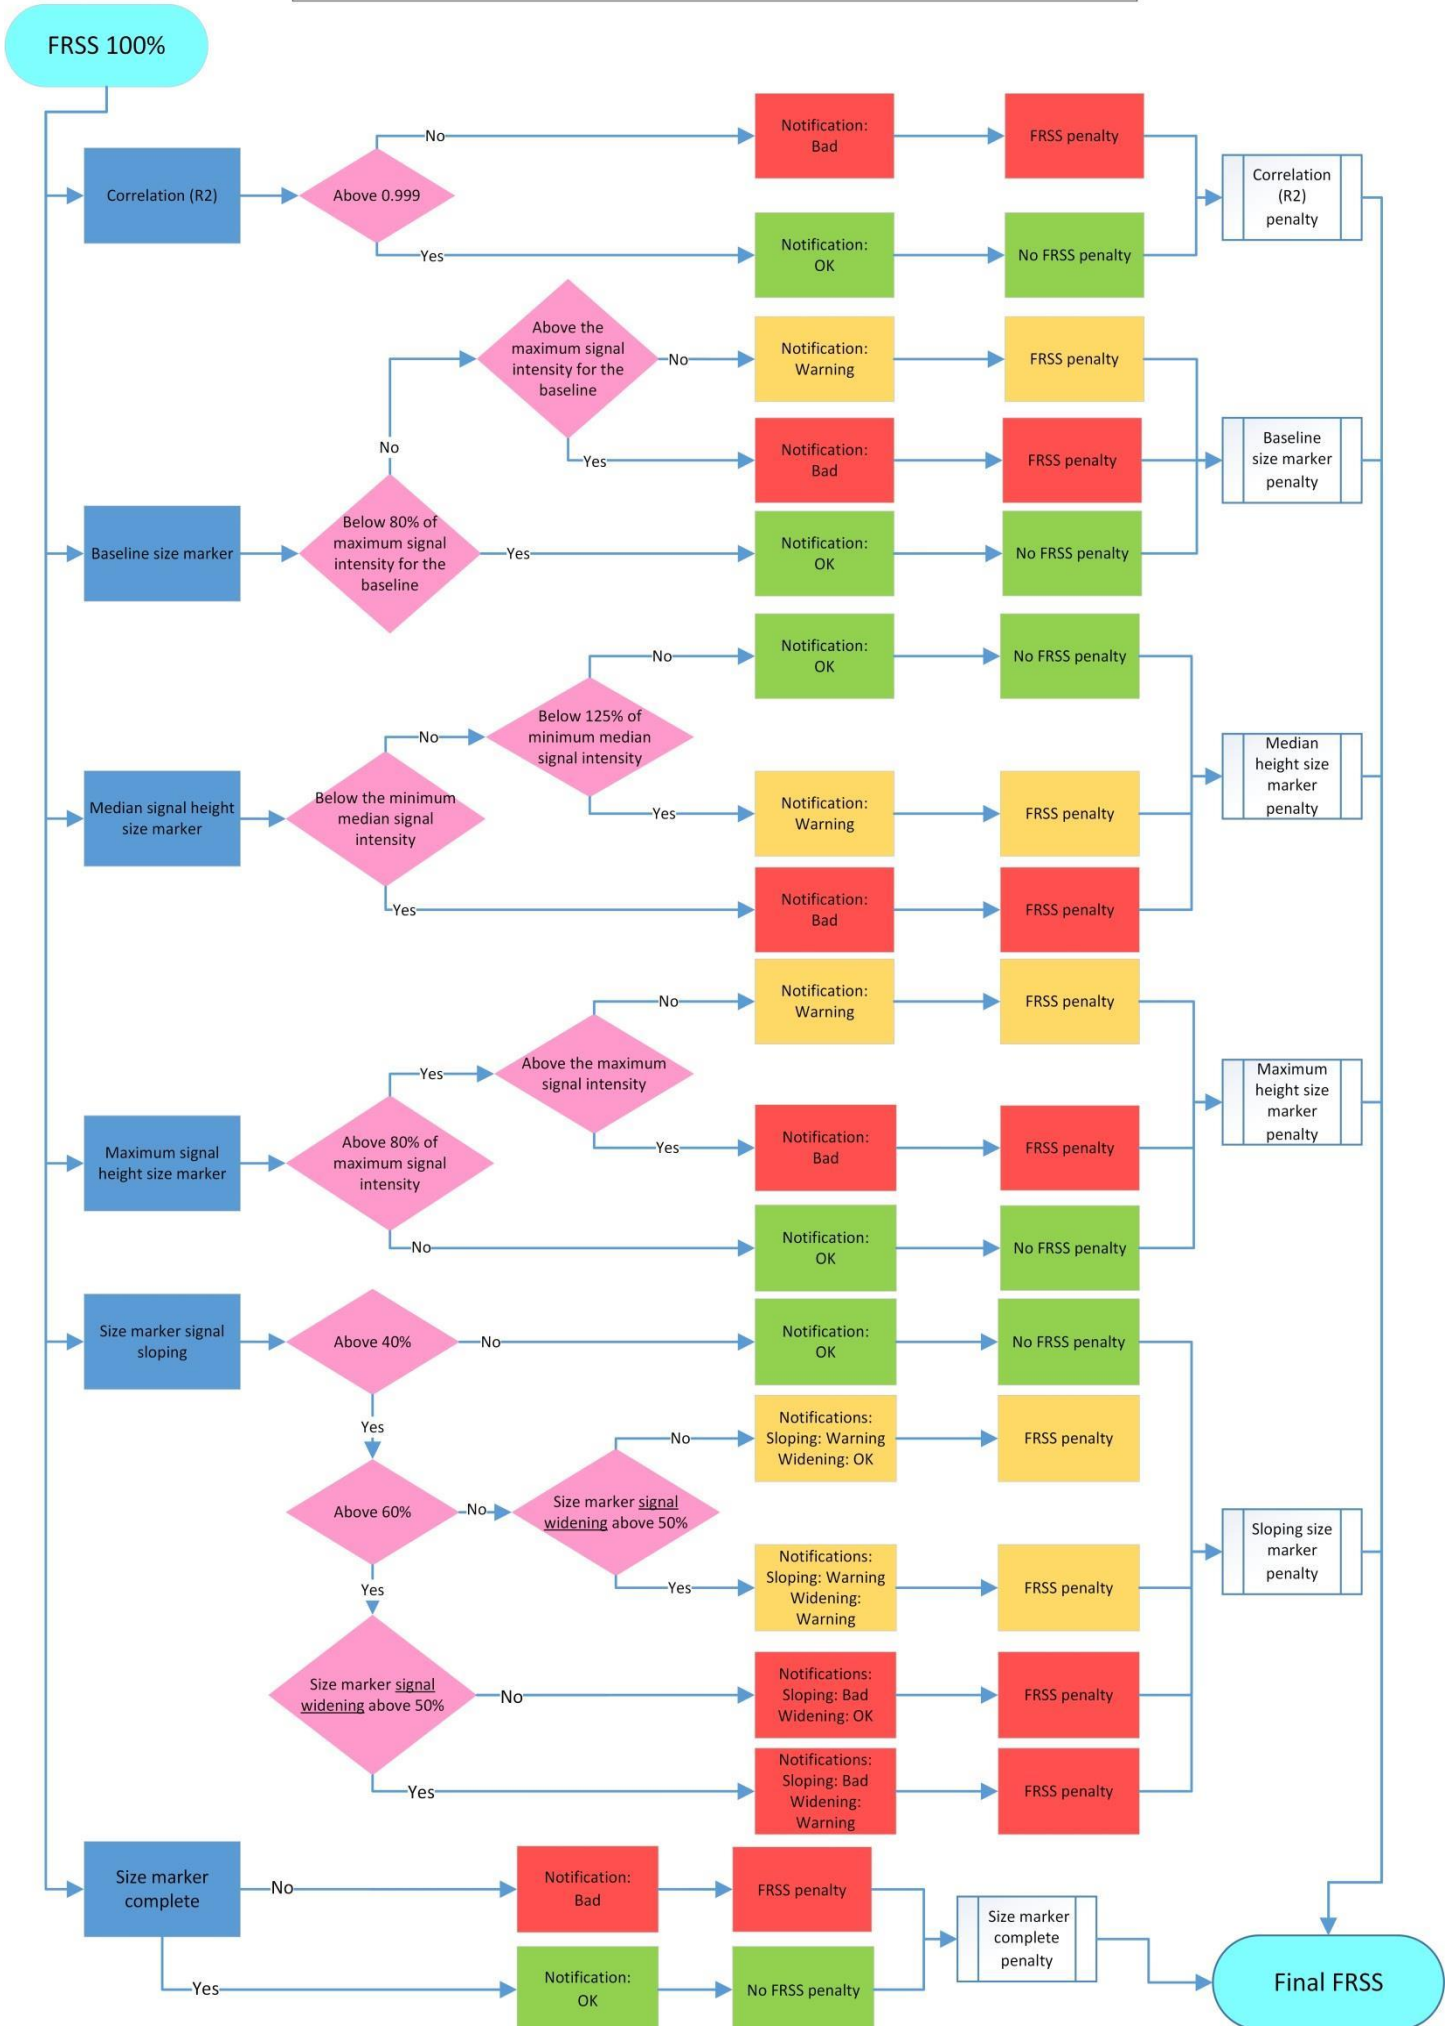 FRSS 100%
No
Notification:
Bad
FRSS penalty
Correlation (R2)
Above 0.999
Correlation
(R2)
penalty
Yes
Notification:
OK
No FRSS penalty
Above the
maximum signal
intensity for the
baseline
No
Notification:
Warning
FRSS penalty
No
Yes
Notification:
Bad
FRSS penalty
Baseline
size marker
penalty
Baseline size marker
Below 80% of
maximum signal
intensity for the
baseline
Yes
Notification:
OK
No FRSS penalty
No
Notification:
OK
No FRSS penalty
No
Below 125% of
minimum median
signal intensity
Median
height size
marker
penalty
Median signal height
size marker
Below the minimum
median signal
intensity
Yes
Notification:
Warning
FRSS penalty
Yes
Notification:
Bad
FRSS penalty
No
Notification:
Warning
FRSS penalty
Yes
Above the maximum
signal intensity
Maximum
height size
marker
penalty
Maximum signal
height size marker
Above 80% of
maximum signal
intensity
Yes
Notification:
Bad
FRSS penalty
No
Notification:
OK
No FRSS penalty
Size marker signal
sloping
Above 40%
No
Notification:
OK
No FRSS penalty
Yes
No
Notifications:
Sloping: Warning
Widening: OK
FRSS penalty
Above 60%
No
Size marker signal
widening above 50%
Sloping size
marker
penalty
Yes
Yes
Notifications:
Sloping: Warning
Widening:
Warning
FRSS penalty
Size marker signal
widening above 50%
No
Notifications:
Sloping: Bad
Widening: OK
FRSS penalty
Yes
Notifications:
Sloping: Bad
Widening:
Warning
FRSS penalty
Size marker
complete
No
Notification:
Bad
FRSS penalty
Size marker
complete
penalty
Yes
Notification:
OK
No FRSS penalty
Final FRSS